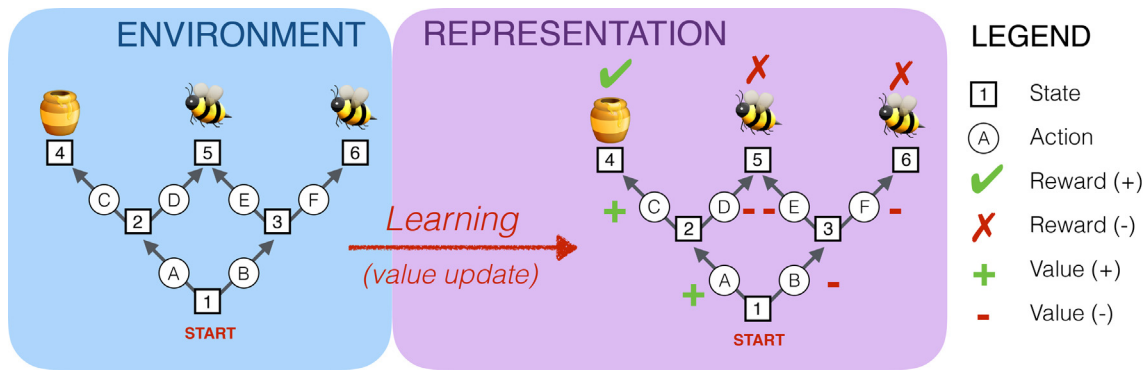 ENVIRONMENT
4 5 6
C D E F
2 3
A B
1
START
Learning
(value update)
REPRESENTATION
4 5 6
+ C D - - E F -
2 3
+ A B -
1
START
LEGEND
1 State
A Action
✓ Reward (+)
✗ Reward (-)
+ Value (+)
- Value (-)